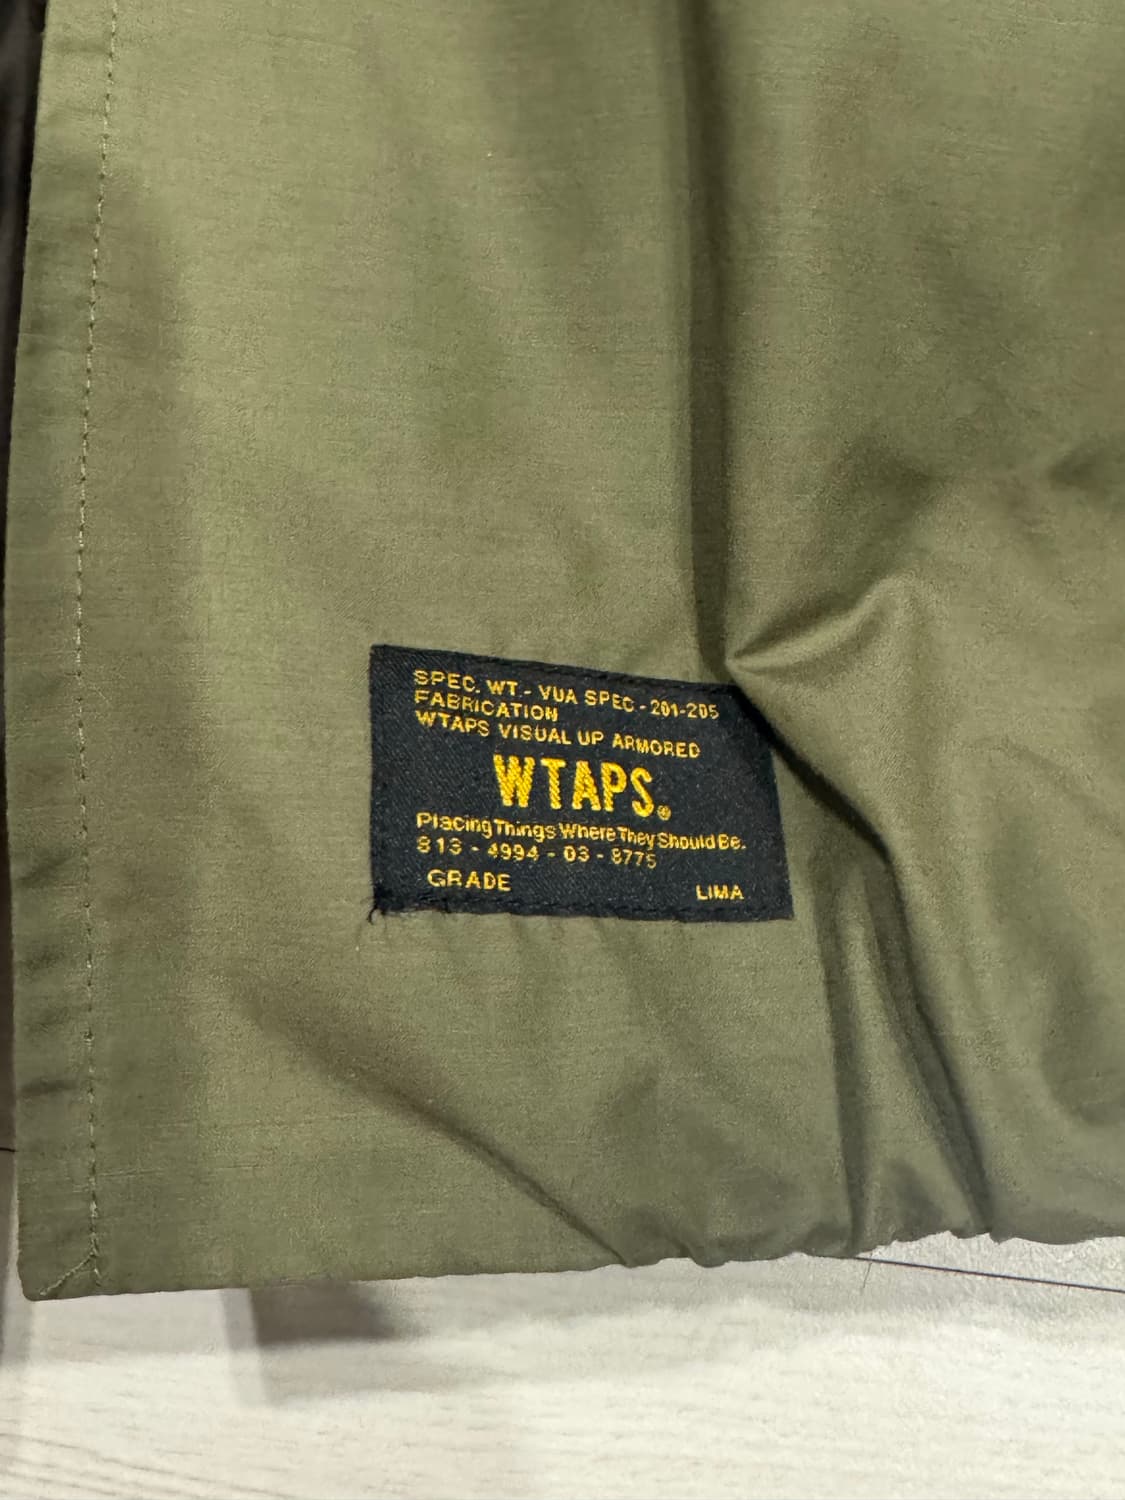 SPEC. WT.- VUA SPEC - 201-205
FABRICATION
WTAPS VISUAL UP ARMORED
WTAPS®
Placing Things Where They Should Be.
813 - 4994 - 03 - 8775
GRADE LIMA